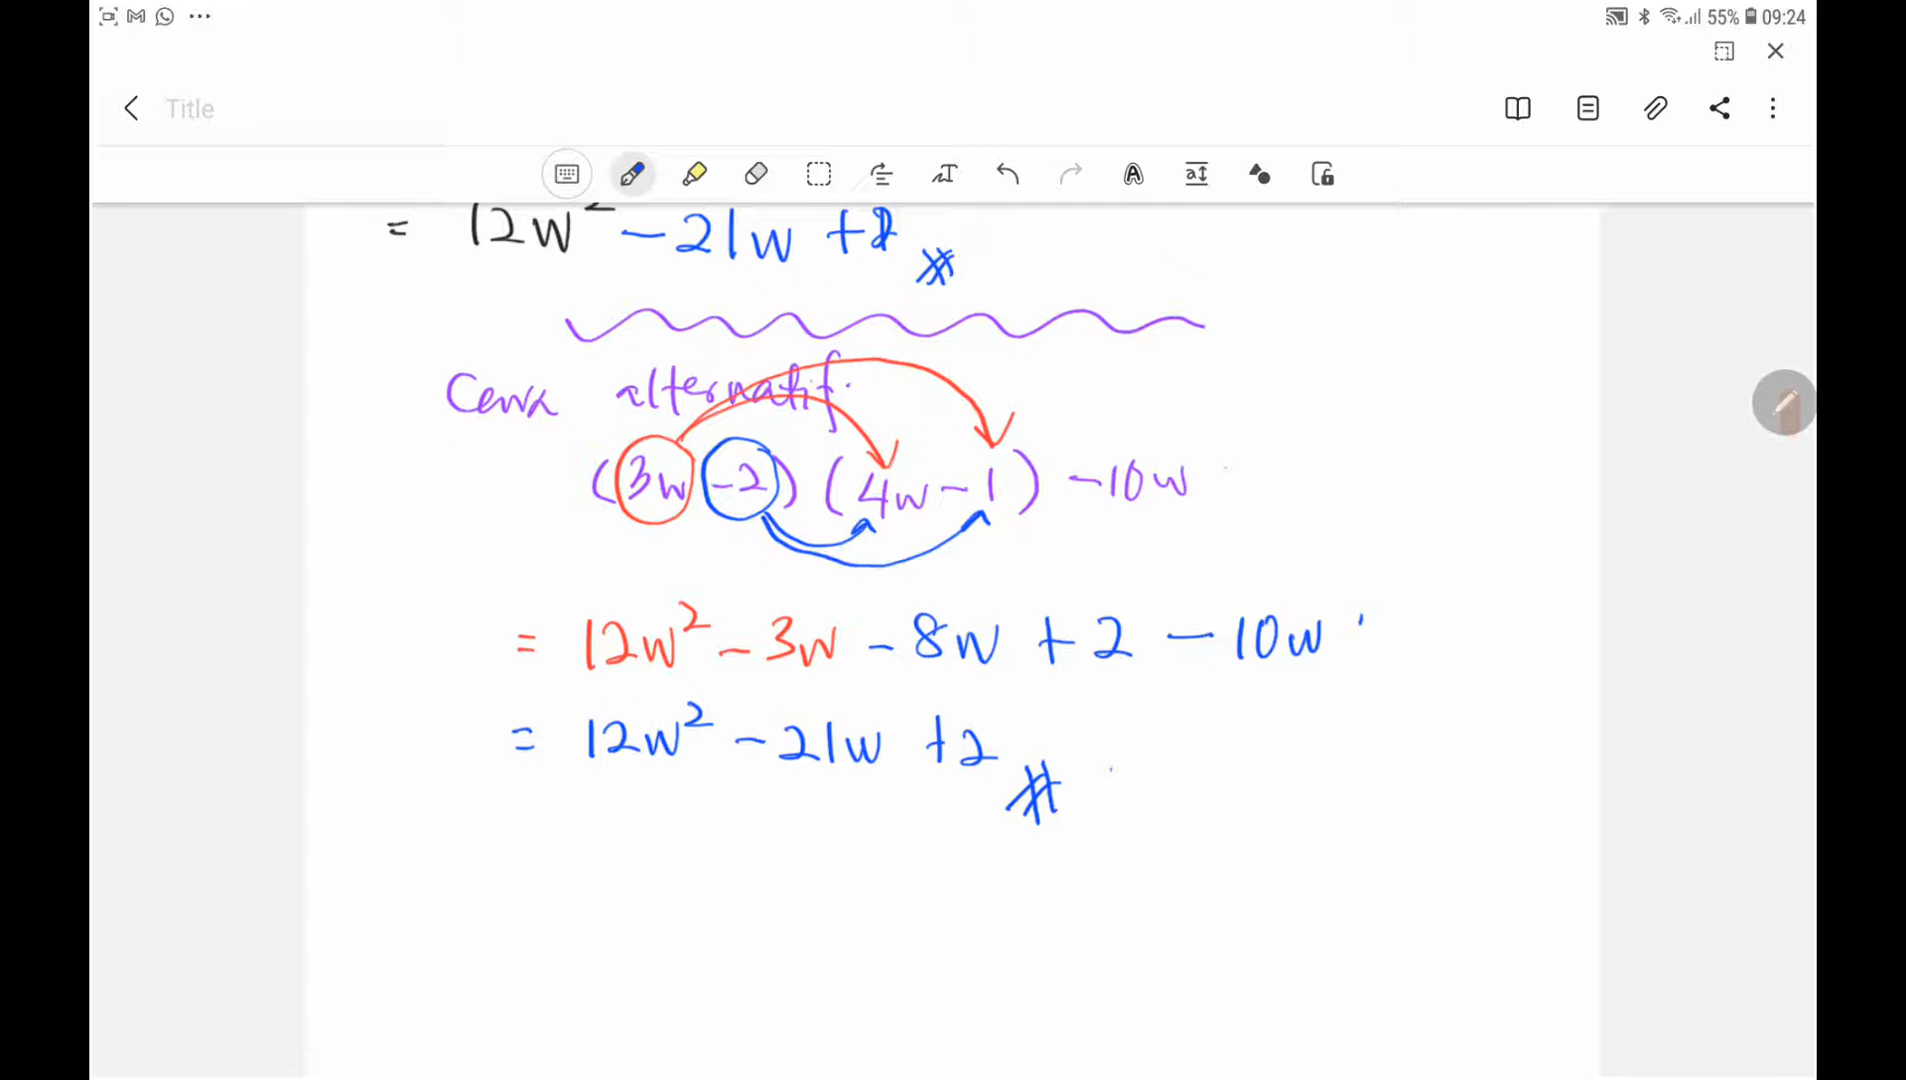 55% 09:24
Title
= 12w² - 21w + 2
Cara alternatif.
(3w - 2) (4w - 1) - 10w
= 12w² - 3w - 8w + 2 - 10w
= 12w² - 21w + 2 #